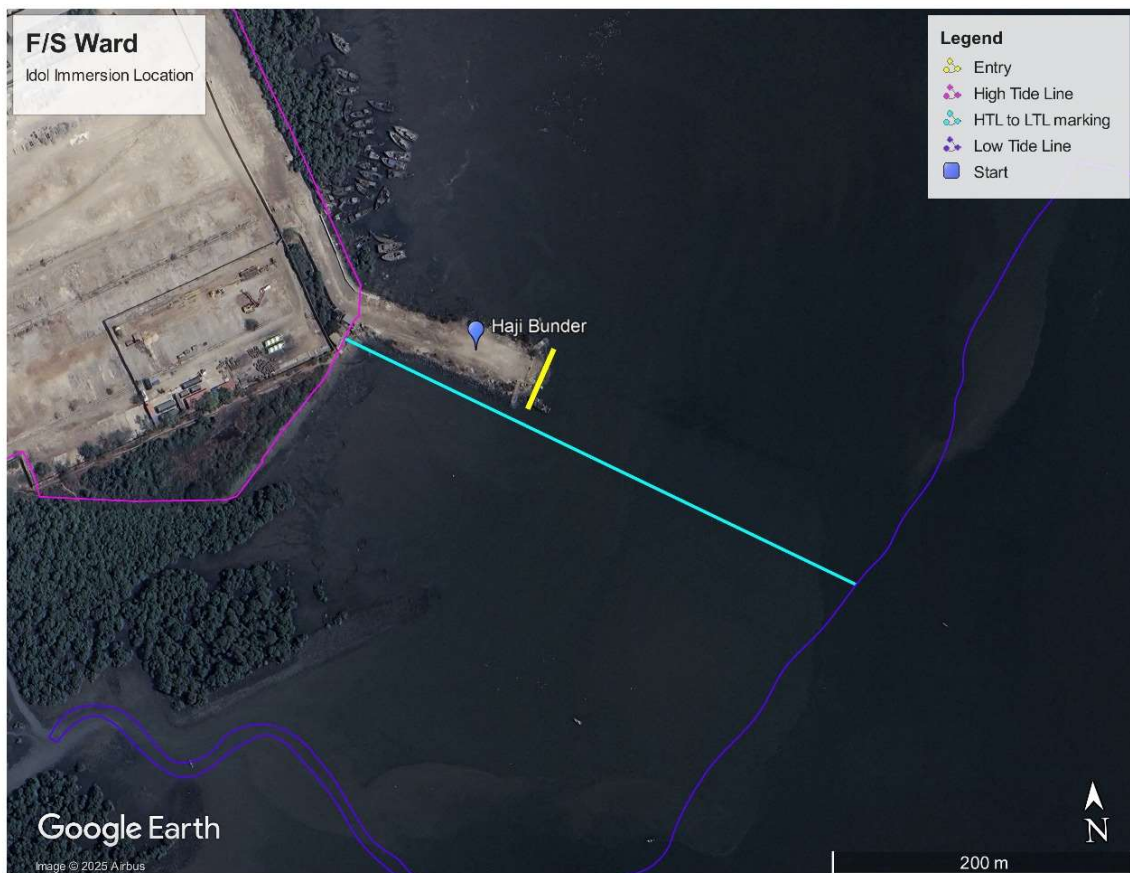 F/S Ward
Idol Immersion Location
Legend
Entry
High Tide Line
HTL to LTL marking
Low Tide Line
Start
Haji Bunder
Google Earth
Image © 2025 Airbus
N
200 m